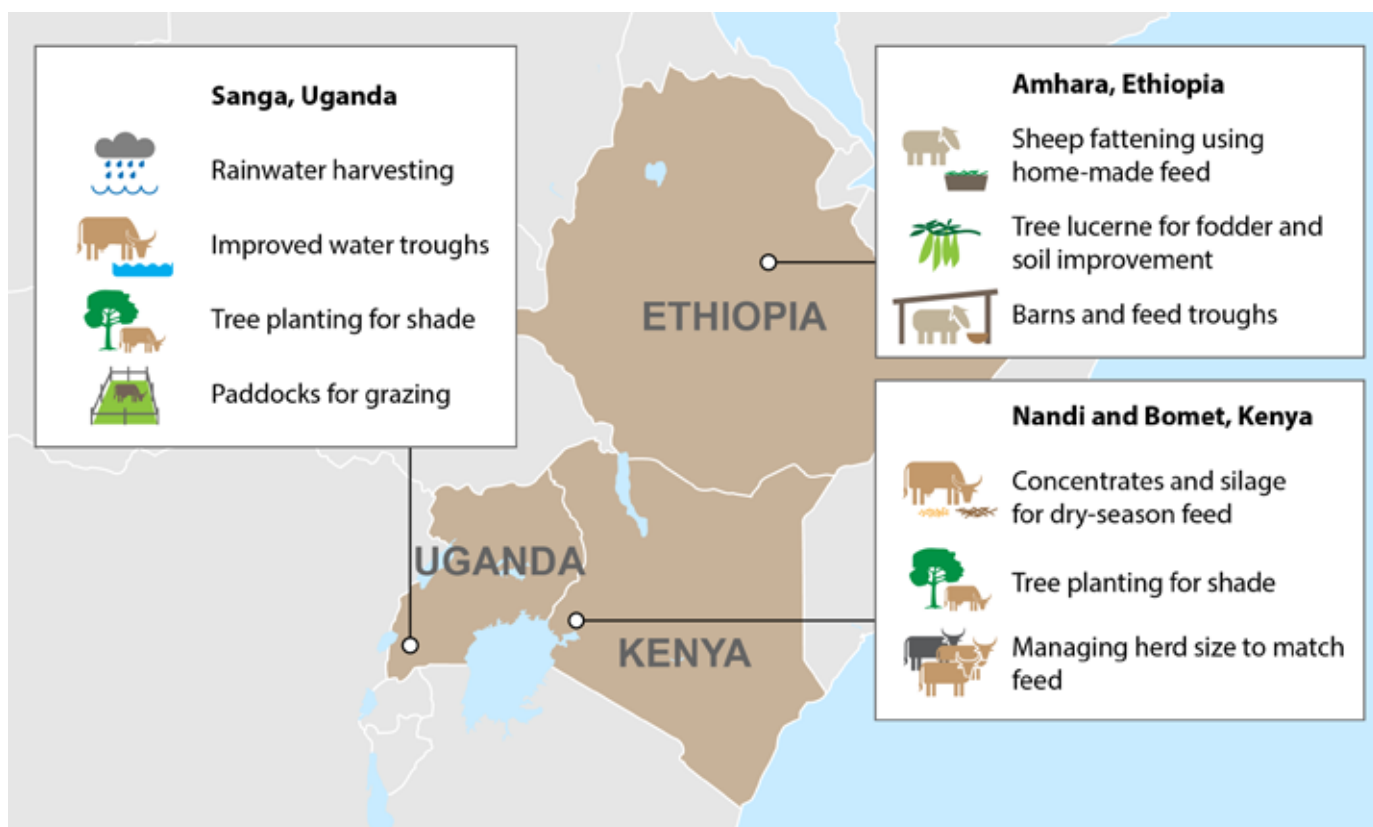 Sanga, Uganda
Rainwater harvesting
Improved water troughs
Tree planting for shade
Paddocks for grazing
Amhara, Ethiopia
Sheep fattening using
home-made feed
Tree lucerne for fodder and
soil improvement
Barns and feed troughs
Nandi and Bomet, Kenya
Concentrates and silage
for dry-season feed
Tree planting for shade
Managing herd size to match
feed
ETHIOPIA
UGANDA
KENYA